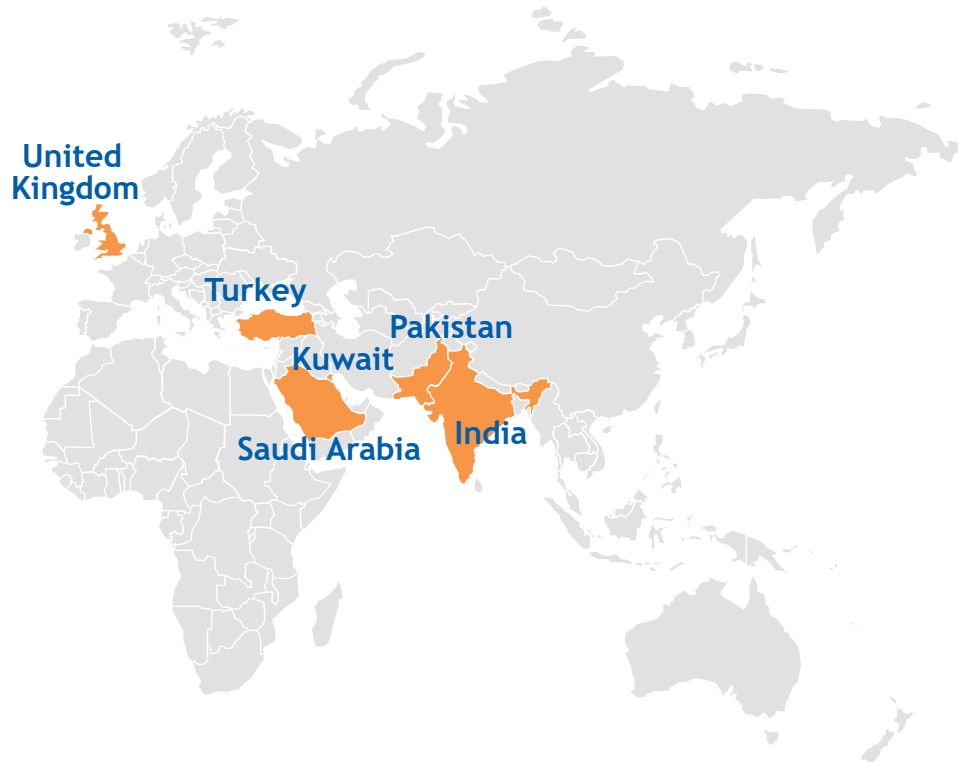 United
Kingdom
Turkey
Pakistan
Kuwait
India
Saudi Arabia